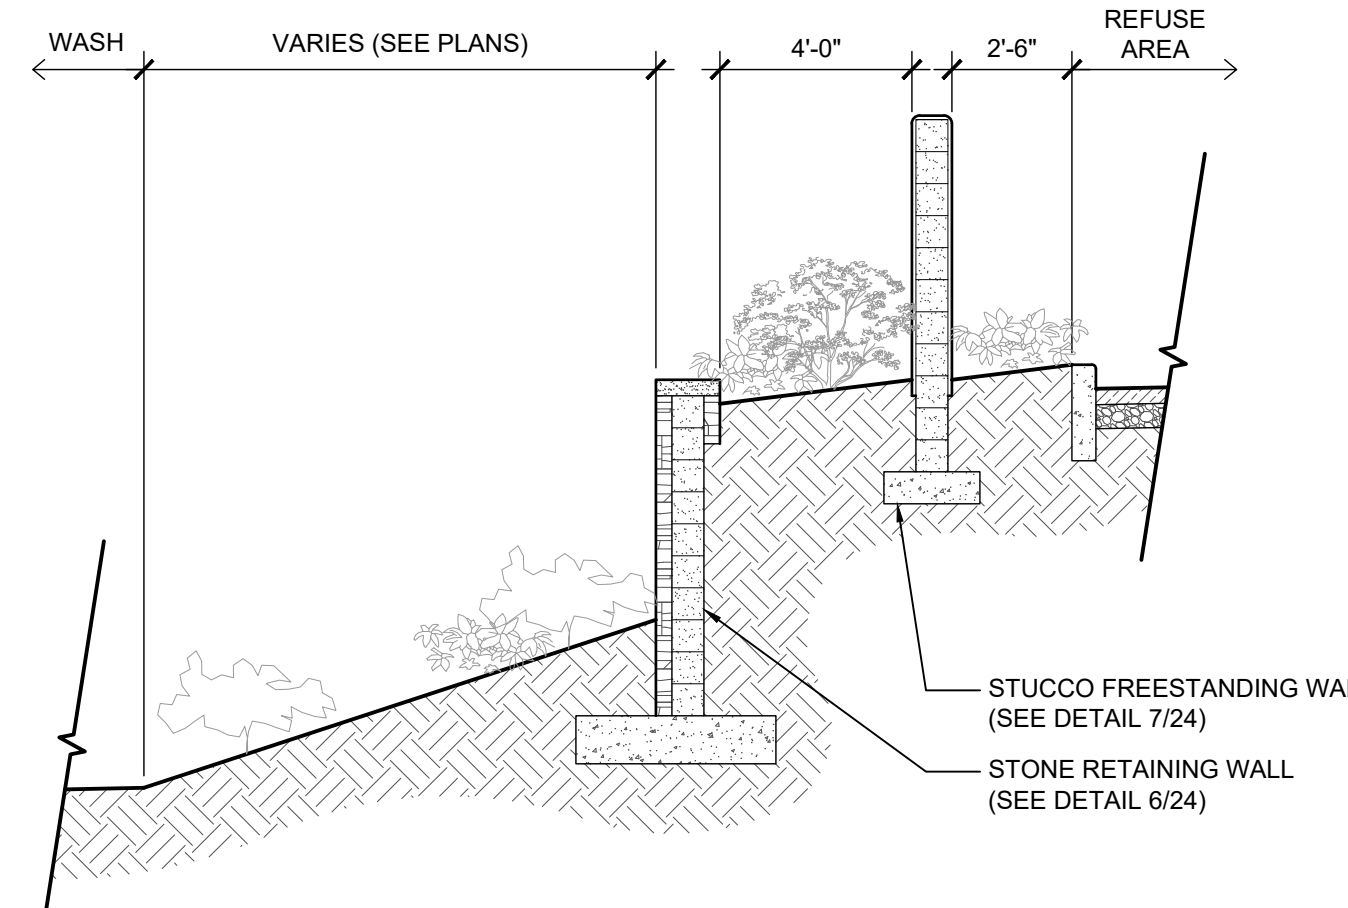 WASH
VARIES (SEE PLANS)
4'-0"
2'-6"
REFUSE
AREA
STUCCO FREESTANDING
(SEE DETAIL 7/24)
STONE RETAINING WALL
(SEE DETAIL 6/24)